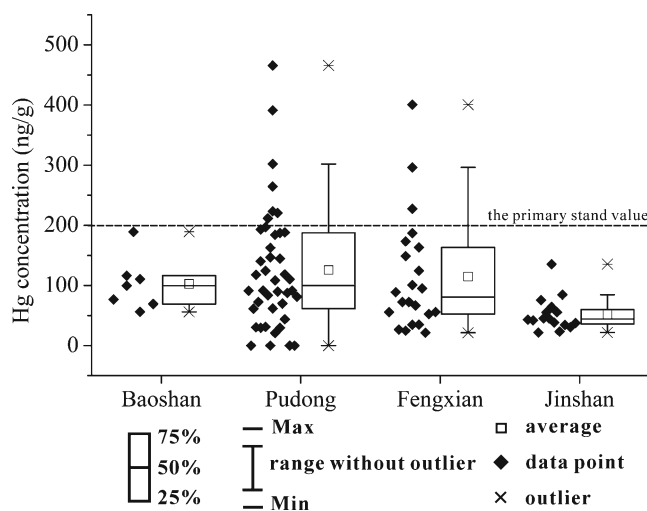 Hg concentration (ng/g)
500
400
300
200
100
0
the primary stand value
Baoshan Pudong Fengxian Jinshan
75%
50%
25%
Max
range without outlier
Min
average
data point
outlier